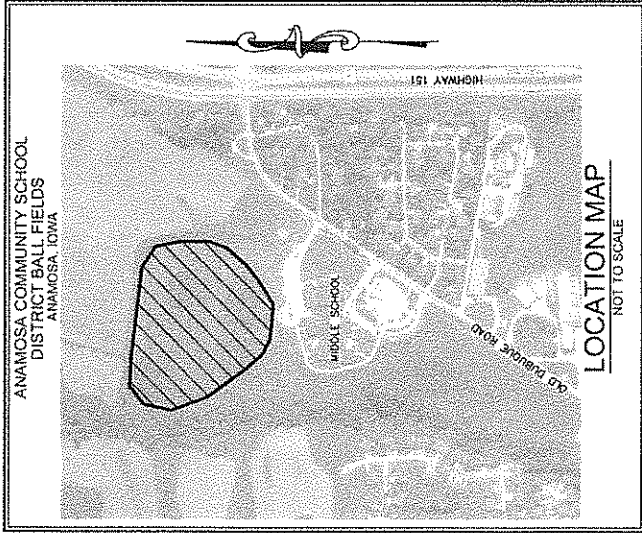 ANAMOSA COMMUNITY SCHOOL
DISTRICT BALL FIELDS
ANAMOSA, IOWA
HIGHWAY 151
MIDDLE SCHOOL
OLD DUBUQUE ROAD
LOCATION MAP
NOT TO SCALE